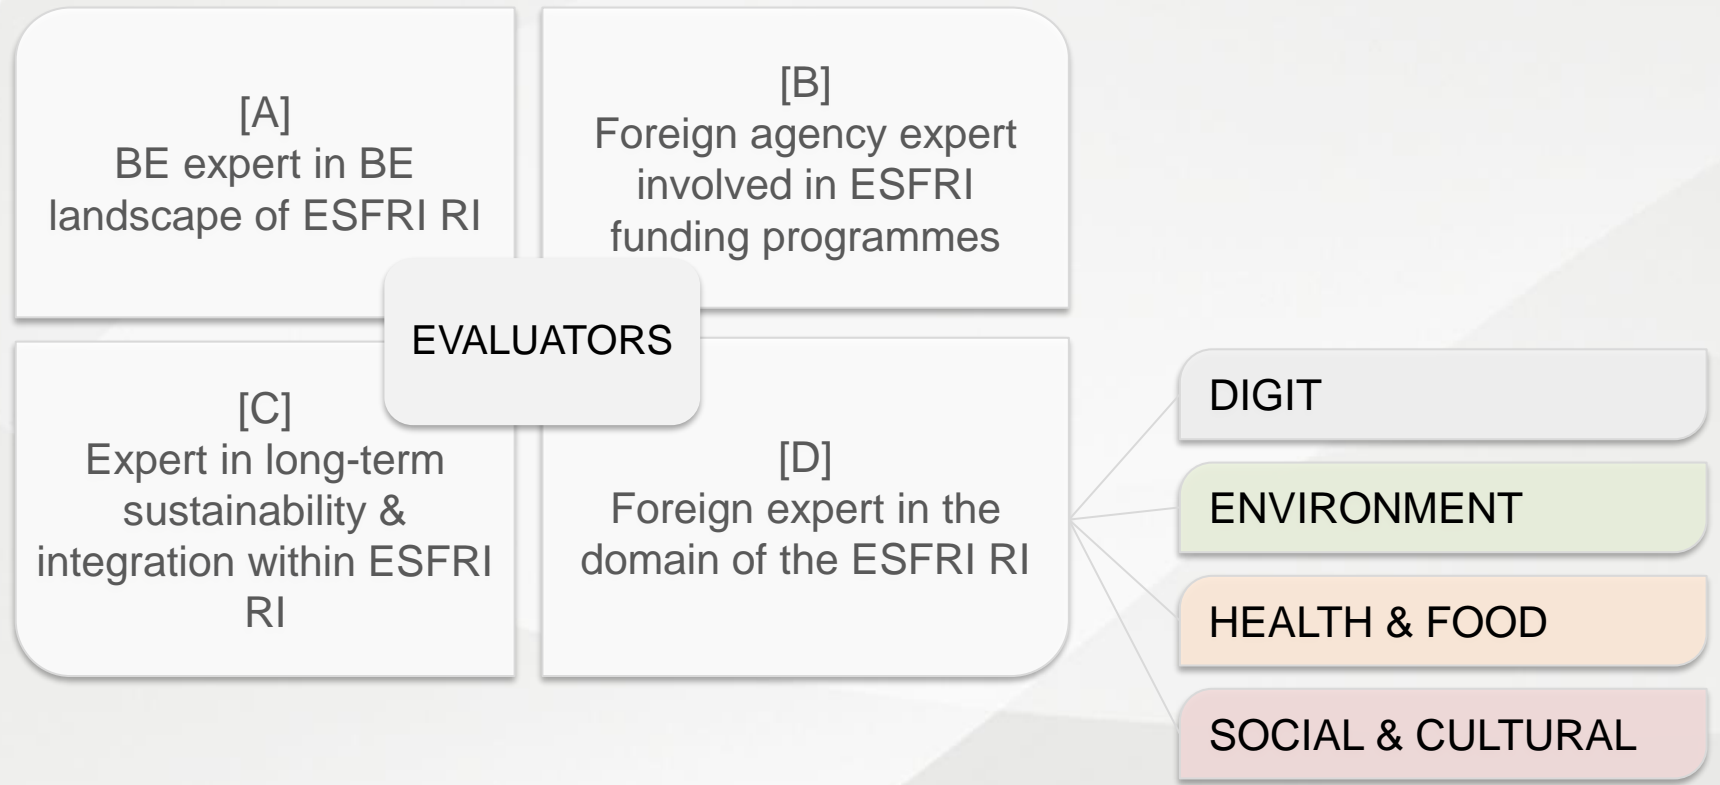 [A]
BE expert in BE
landscape of ESFRI RI
[B]
Foreign agency expert
involved in ESFRI
funding programmes
EVALUATORS
[C]
Expert in long-term
sustainability &
integration within ESFRI
RI
[D]
Foreign expert in the
domain of the ESFRI RI
DIGIT
ENVIRONMENT
HEALTH & FOOD
SOCIAL & CULTURAL